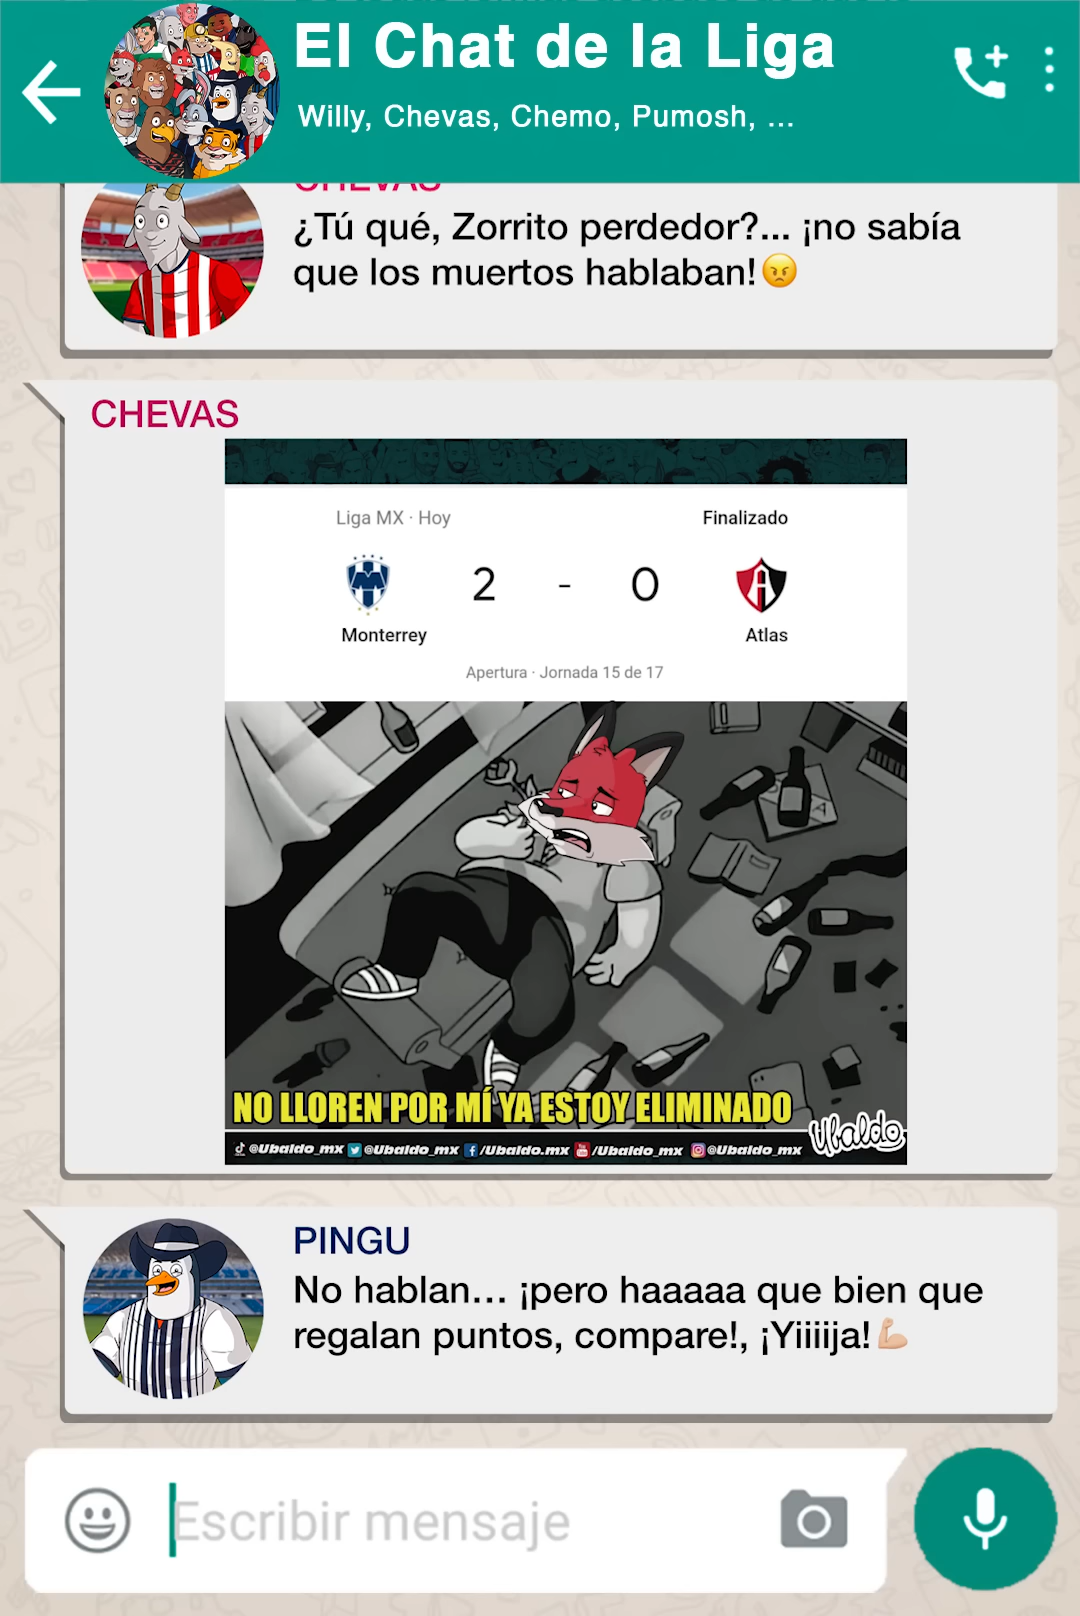 El Chat de la Liga
Willy, Chevas, Chemo, Pumosh, ...
CHEVAS
¿Tú qué, Zorrito perdedor?... ¡no sabía
que los muertos hablaban!😠
CHEVAS
Liga MX · Hoy
Finalizado
2 - 0
Monterrey
Atlas
Apertura · Jornada 15 de 17
NO LLOREN POR MÍ YA ESTOY ELIMINADO
@Ubaldo_mx @Ubaldo_mx /Ubaldo.mx /Ubaldo_mx @Ubaldo_mx
Ubaldo
PINGU
No hablan... ¡pero haaaaa que bien que
regalan puntos, compare!, ¡Yiiiija!💪🏼
Escribir mensaje